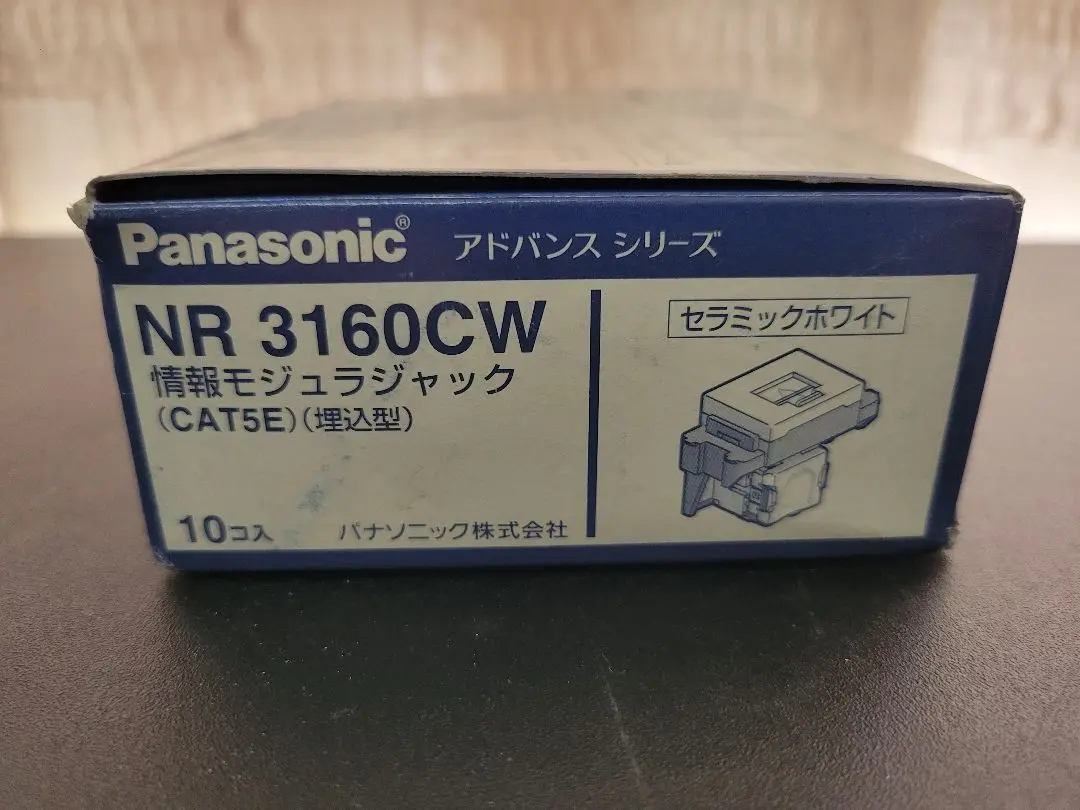 Panasonic® アドバンス シリーズ
NR 3160CW
情報モジュラジャック
(CAT5E)(埋込型)
10コ入 パナソニック株式会社
セラミックホワイト